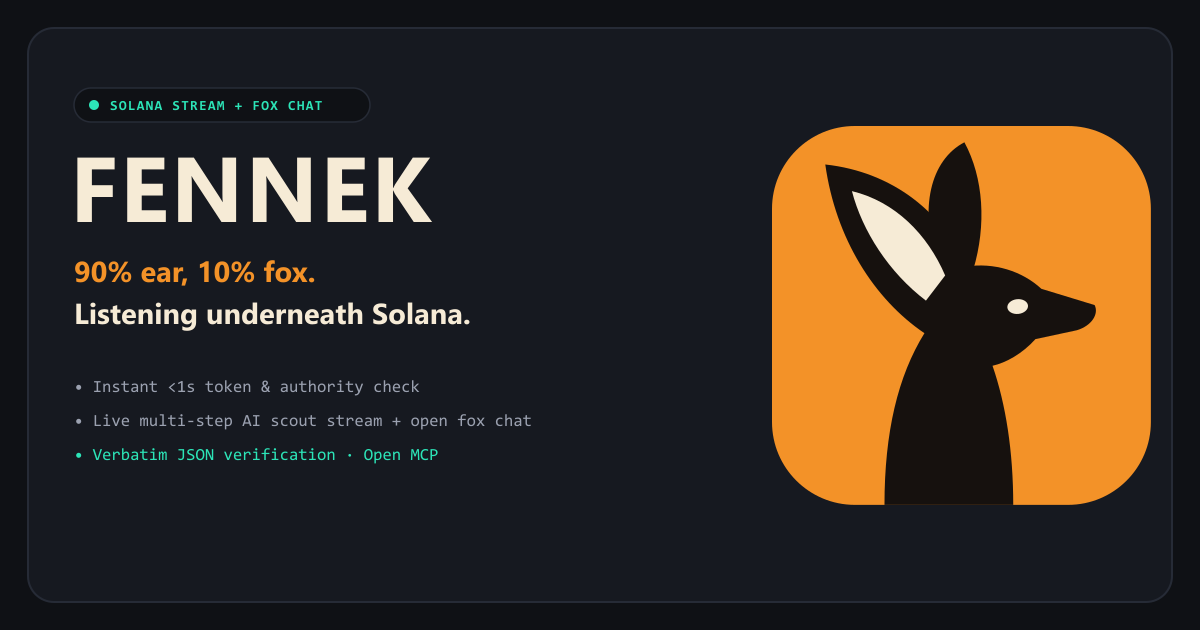 SOLANA STREAM + FOX CHAT
FENNEK
90% ear, 10% fox.
Listening underneath Solana.
• Instant <1s token & authority check
• Live multi-step AI scout stream + open fox chat
• Verbatim JSON verification · Open MCP